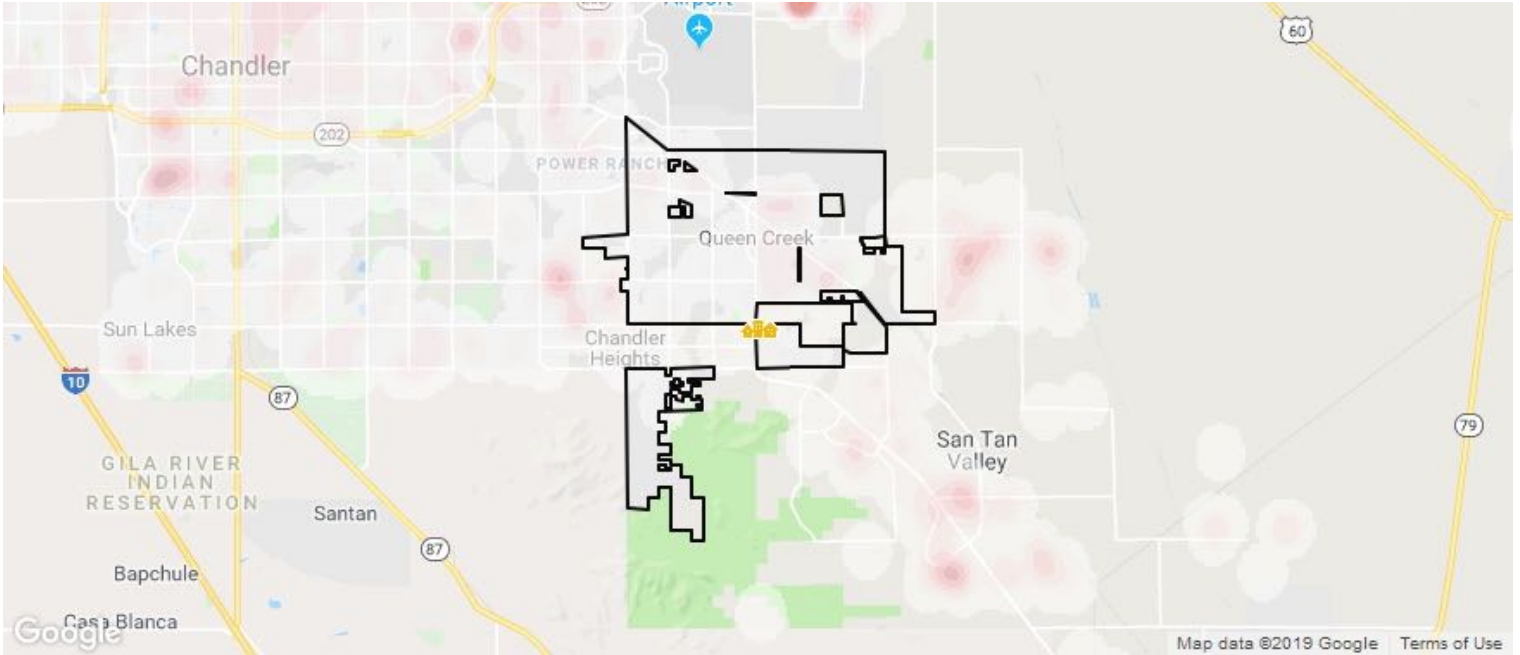 Airport
60
Chandler
202
POWER RANCH
Queen Creek
Sun Lakes
Chandler
Heights
10
87
79
San Tan
Valley
GILA RIVER
INDIAN
RESERVATION
Santan
87
Bapchule
Casa Blanca
Google
Map data ©2019 Google
Terms of Use